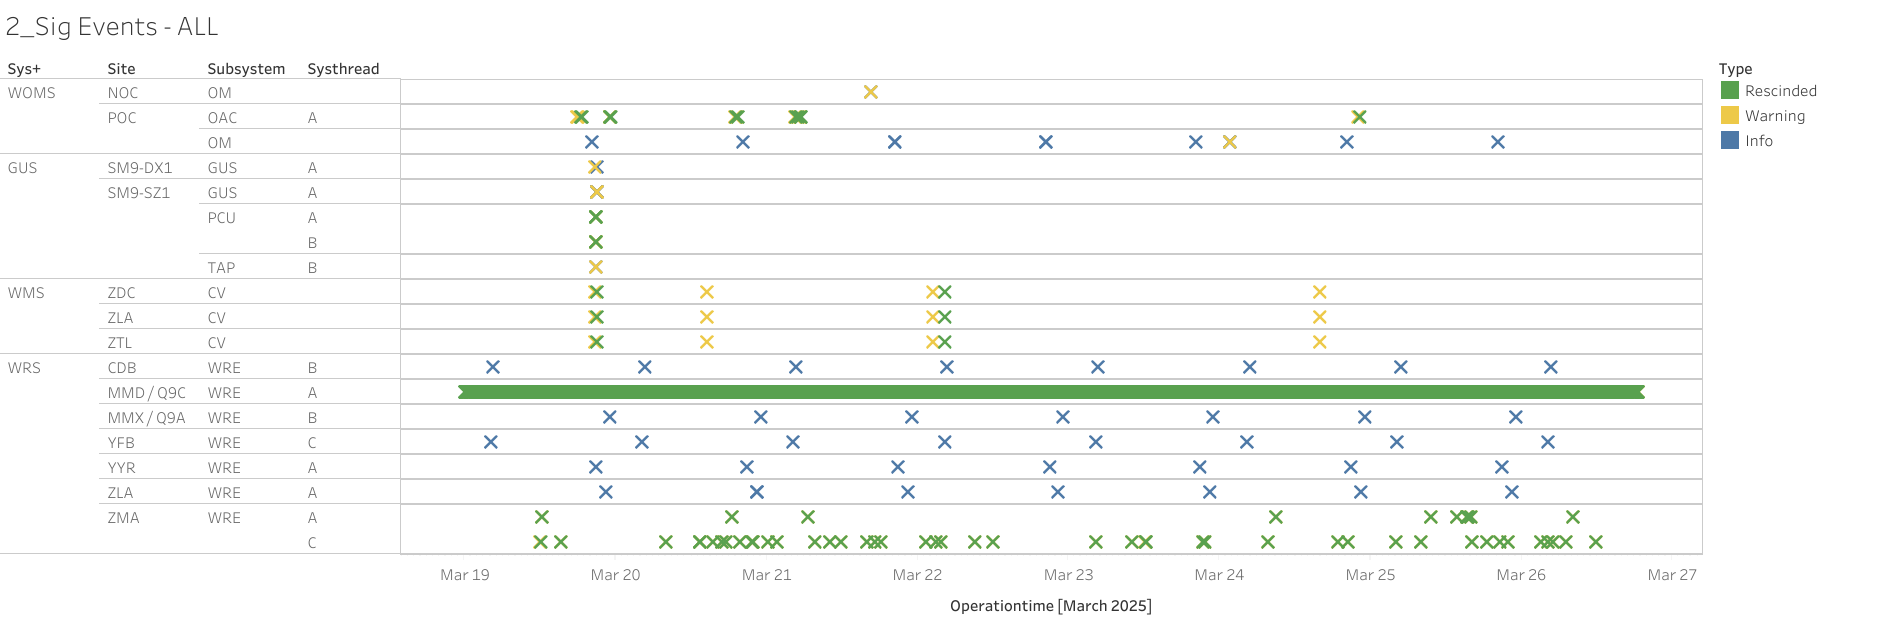 2_Sig Events - ALL
Sys+ Site Subsystem Systhread
Type
WOMS NOC OM
Rescinded
POC OAC A
Warning
OM
Info
GUS SM9-DX1 GUS A
SM9-SZ1 GUS A
PCU A
B
TAP B
WMS ZDC CV
ZLA CV
ZTL CV
WRS CDB WRE B
MMD / Q9C WRE A
MMX / Q9A WRE B
YFB WRE C
YYR WRE A
ZLA WRE A
ZMA WRE A
C
Mar 19 Mar 20 Mar 21 Mar 22 Mar 23 Mar 24 Mar 25 Mar 26 Mar 27
Operationtime [March 2025]